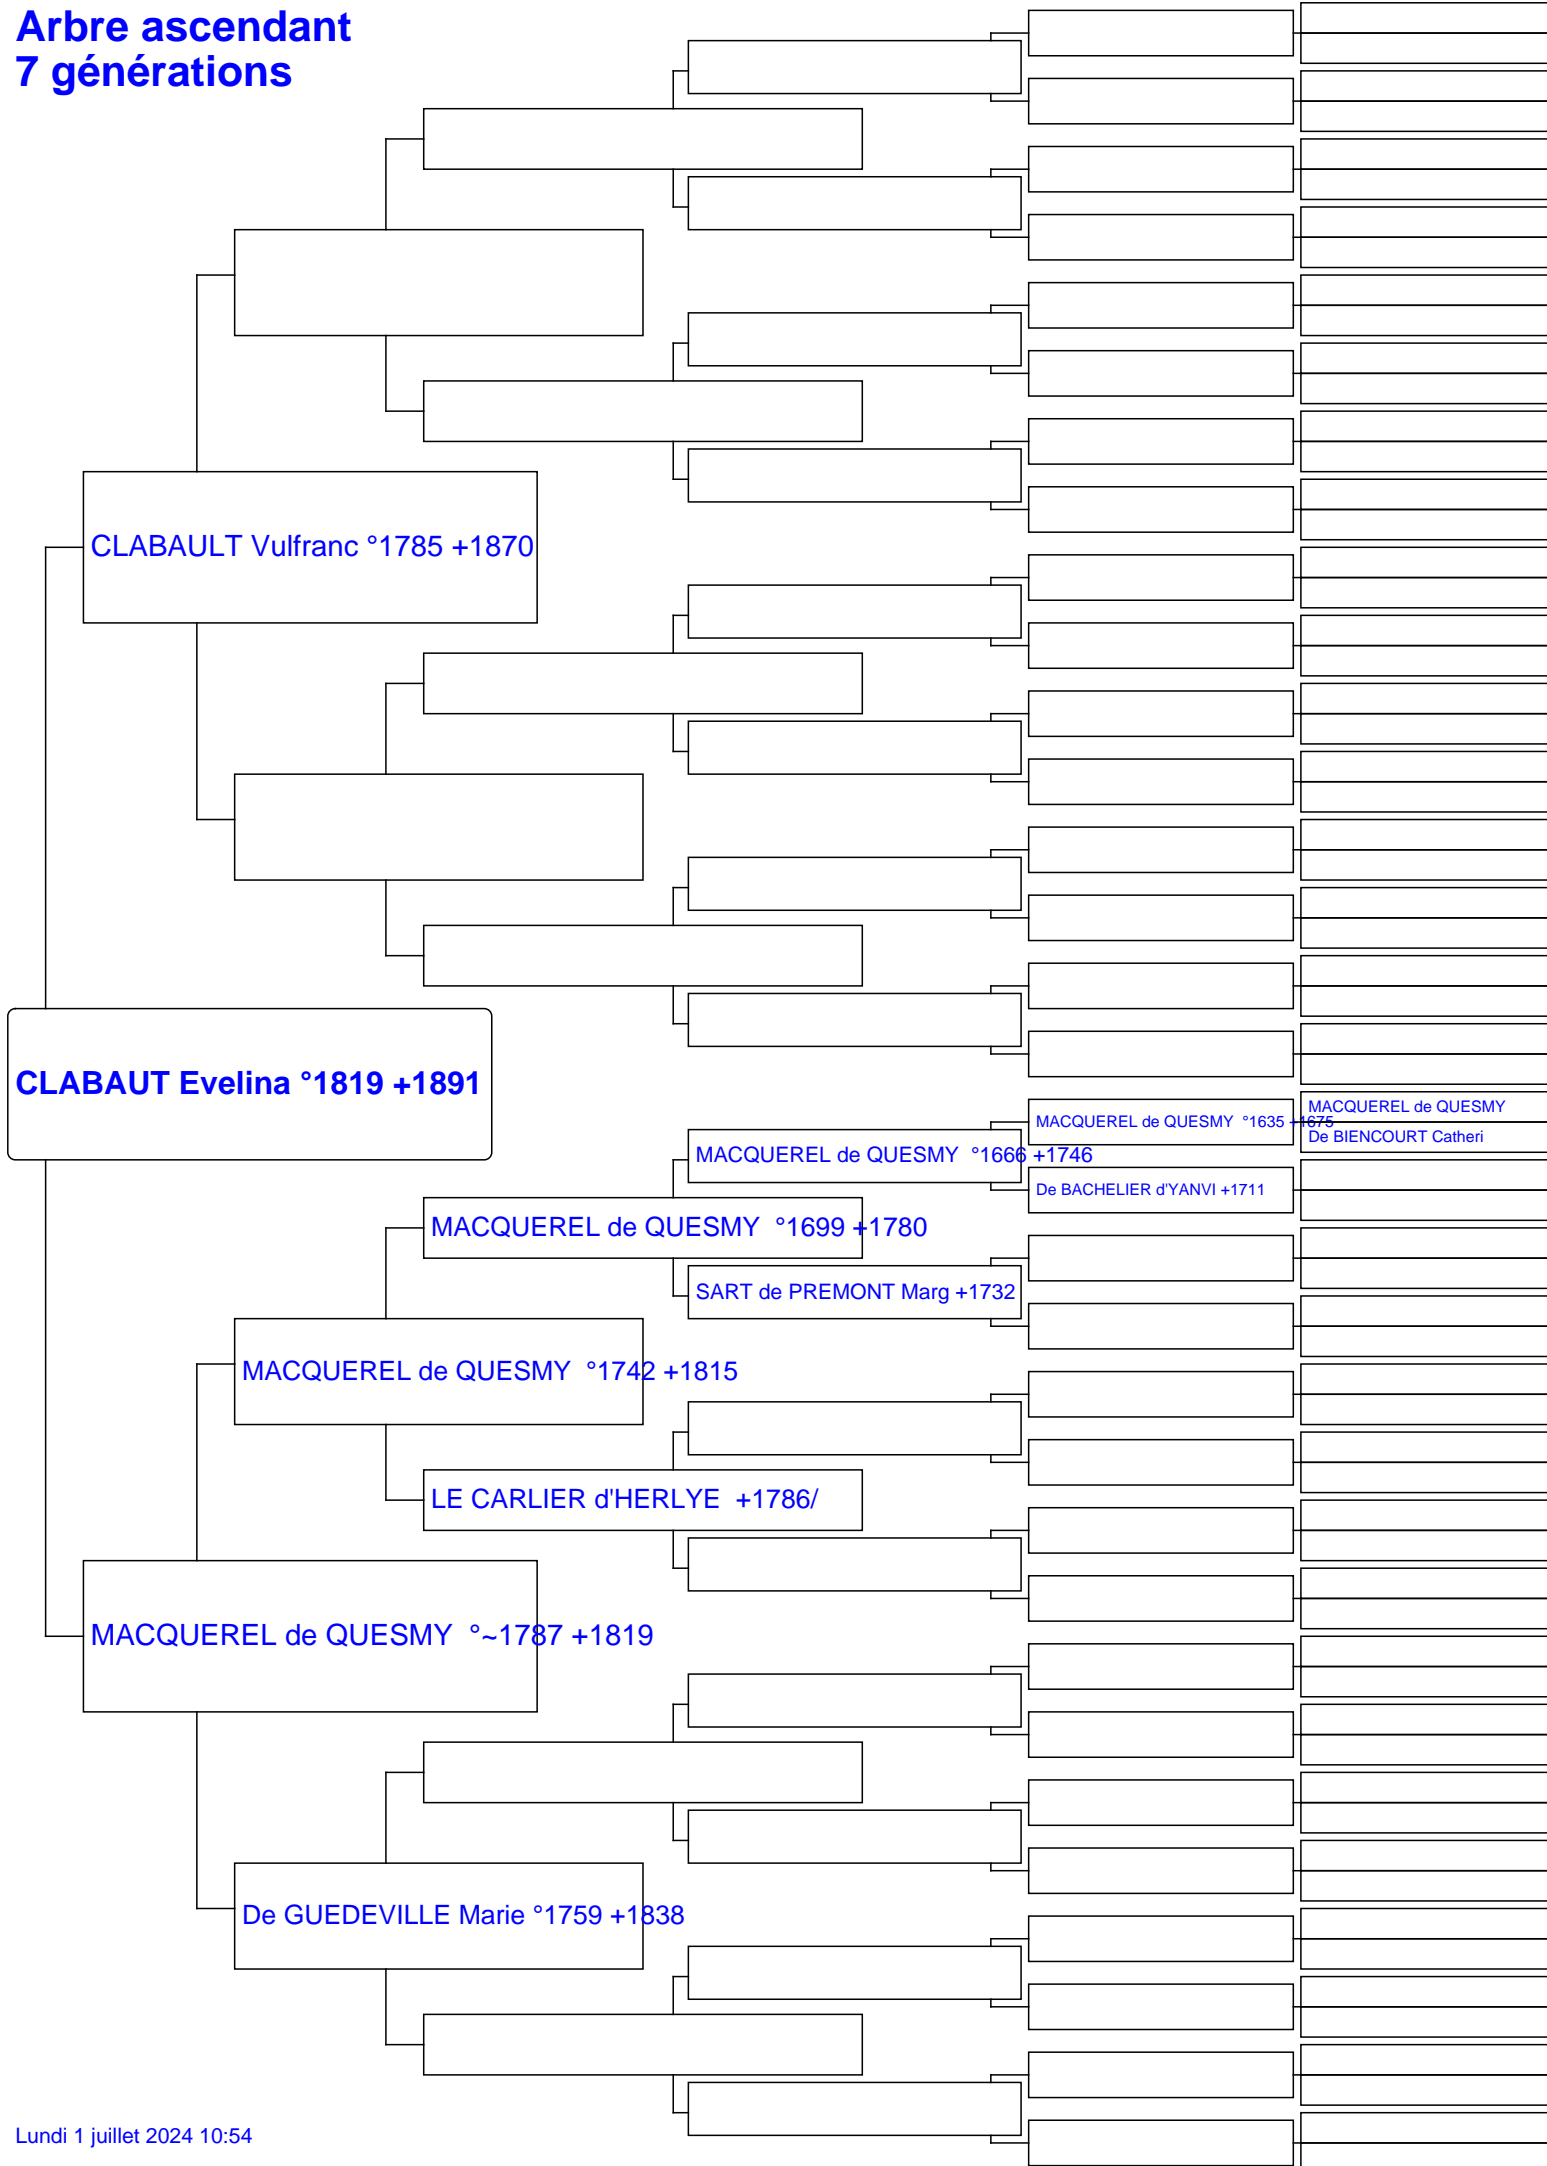 Arbre ascendant
7 générations
CLABAULT Vulfranc °1785 +1870
CLABAUT Evelina °1819 +1891
MACQUEREL de QUESMY
MACQUEREL de QUESMY  °1635 +1675
De BIENCOURT Catheri
MACQUEREL de QUESMY  °1666 +1746
De BACHELIER d'YANVI +1711
MACQUEREL de QUESMY  °1699 +1780
SART de PREMONT Marg +1732
MACQUEREL de QUESMY  °1742 +1815
LE CARLIER d'HERLYE  +1786/
MACQUEREL de QUESMY  °~1787 +1819
De GUEDEVILLE Marie °1759 +1838
Lundi 1 juillet 2024 10:54